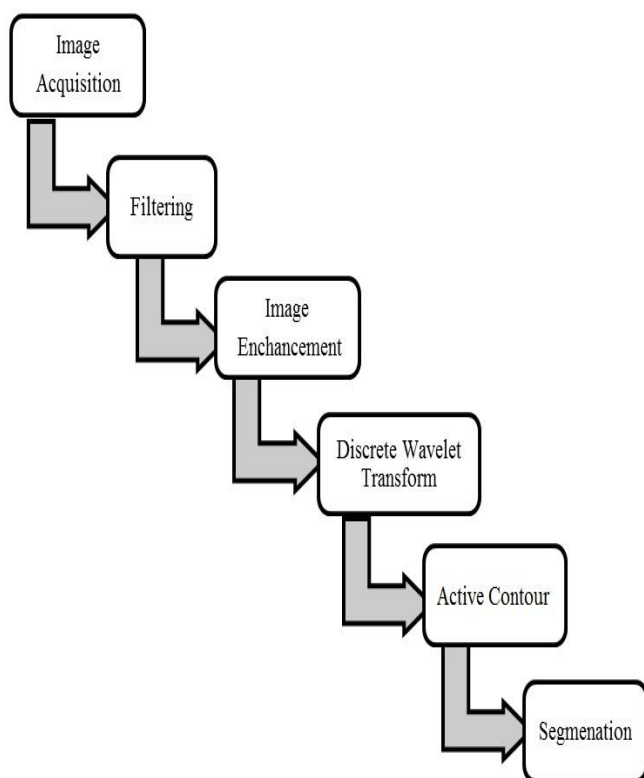 Image
Acquisition
Filtering
Image
Enchancement
Discrete Wavelet
Transform
Active Contour
Segmenation